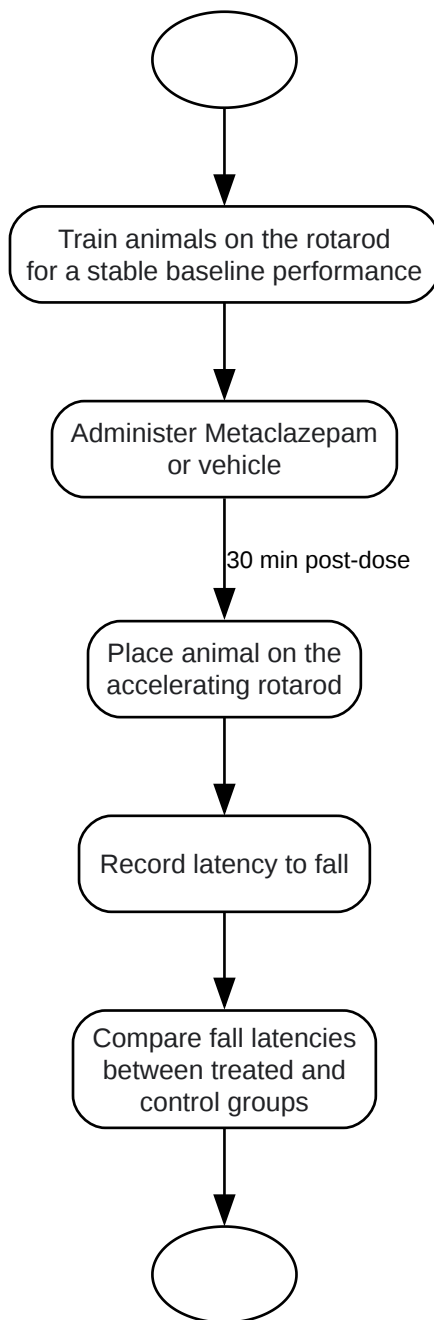 Train animals on the rotarod
for a stable baseline performance
Administer Metaclazepam
or vehicle
30 min post-dose
Place animal on the
accelerating rotarod
Record latency to fall
Compare fall latencies
between treated and
control groups